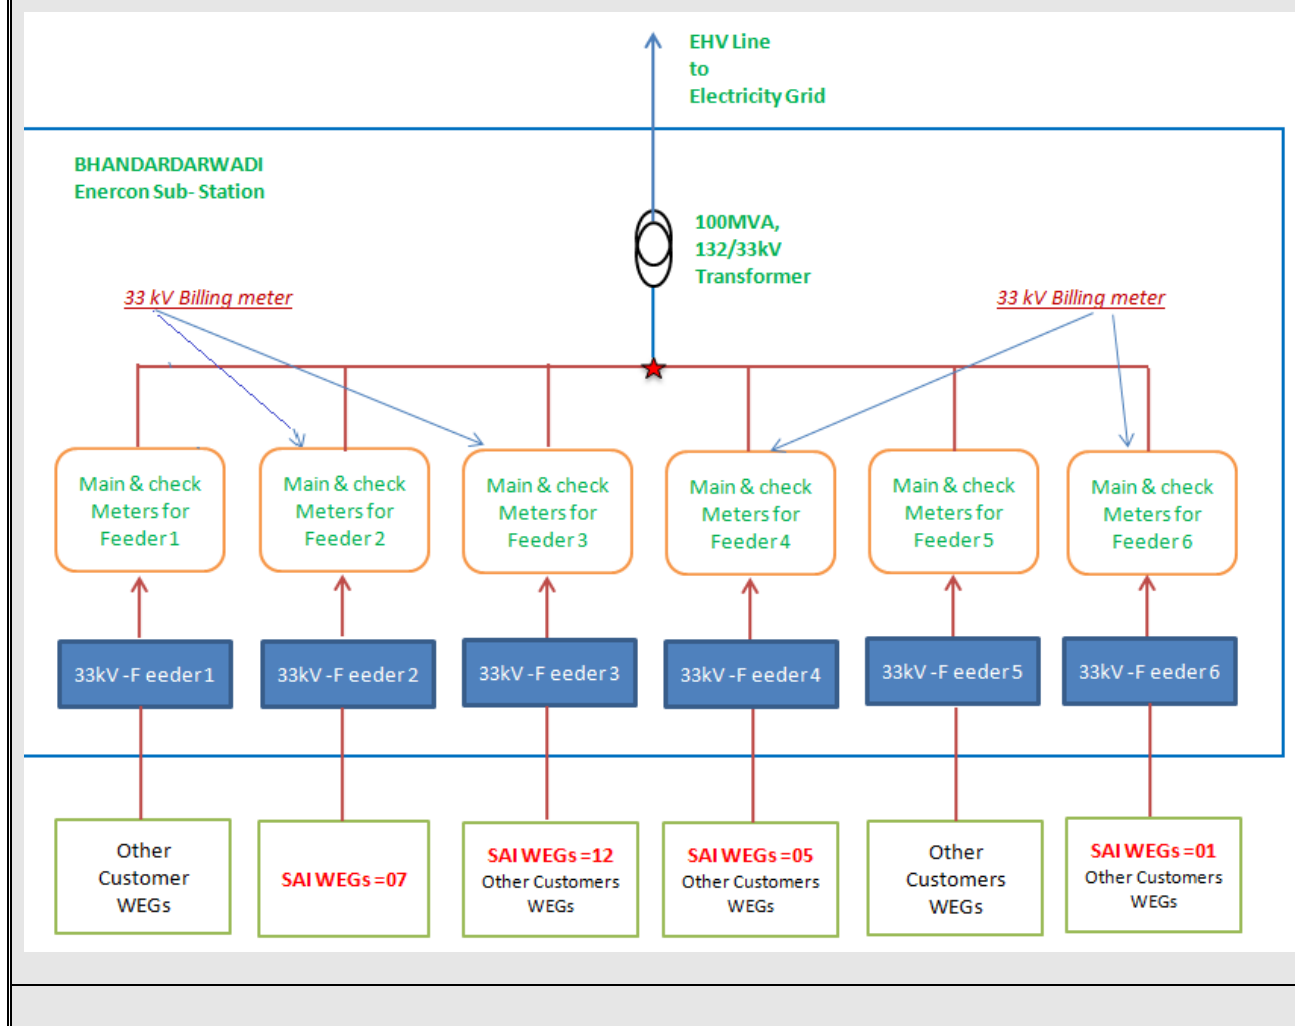 EHV Line
to
Electricity Grid
BHANDARDARWADI
Enercon Sub- Station
100MVA,
132/33kV
Transformer
33 kV Billing meter
33 kV Billing meter
Main & check
Meters for
Feeder 1
Main & check
Meters for
Feeder 2
Main & check
Meters for
Feeder 3
Main & check
Meters for
Feeder 4
Main & check
Meters for
Feeder 5
Main & check
Meters for
Feeder 6
33kV -F eeder 1
33kV -F eeder 2
33kV -F eeder 3
33kV -F eeder 4
33kV -F eeder 5
33kV -F eeder 6
Other
Customer
WEGs
SAI WEGs =07
SAI WEGs =12
Other Customers
WEGs
SAI WEGs =05
Other Customers
WEGs
Other
Customers
WEGs
SAI WEGs =01
Other Customers
WEGs